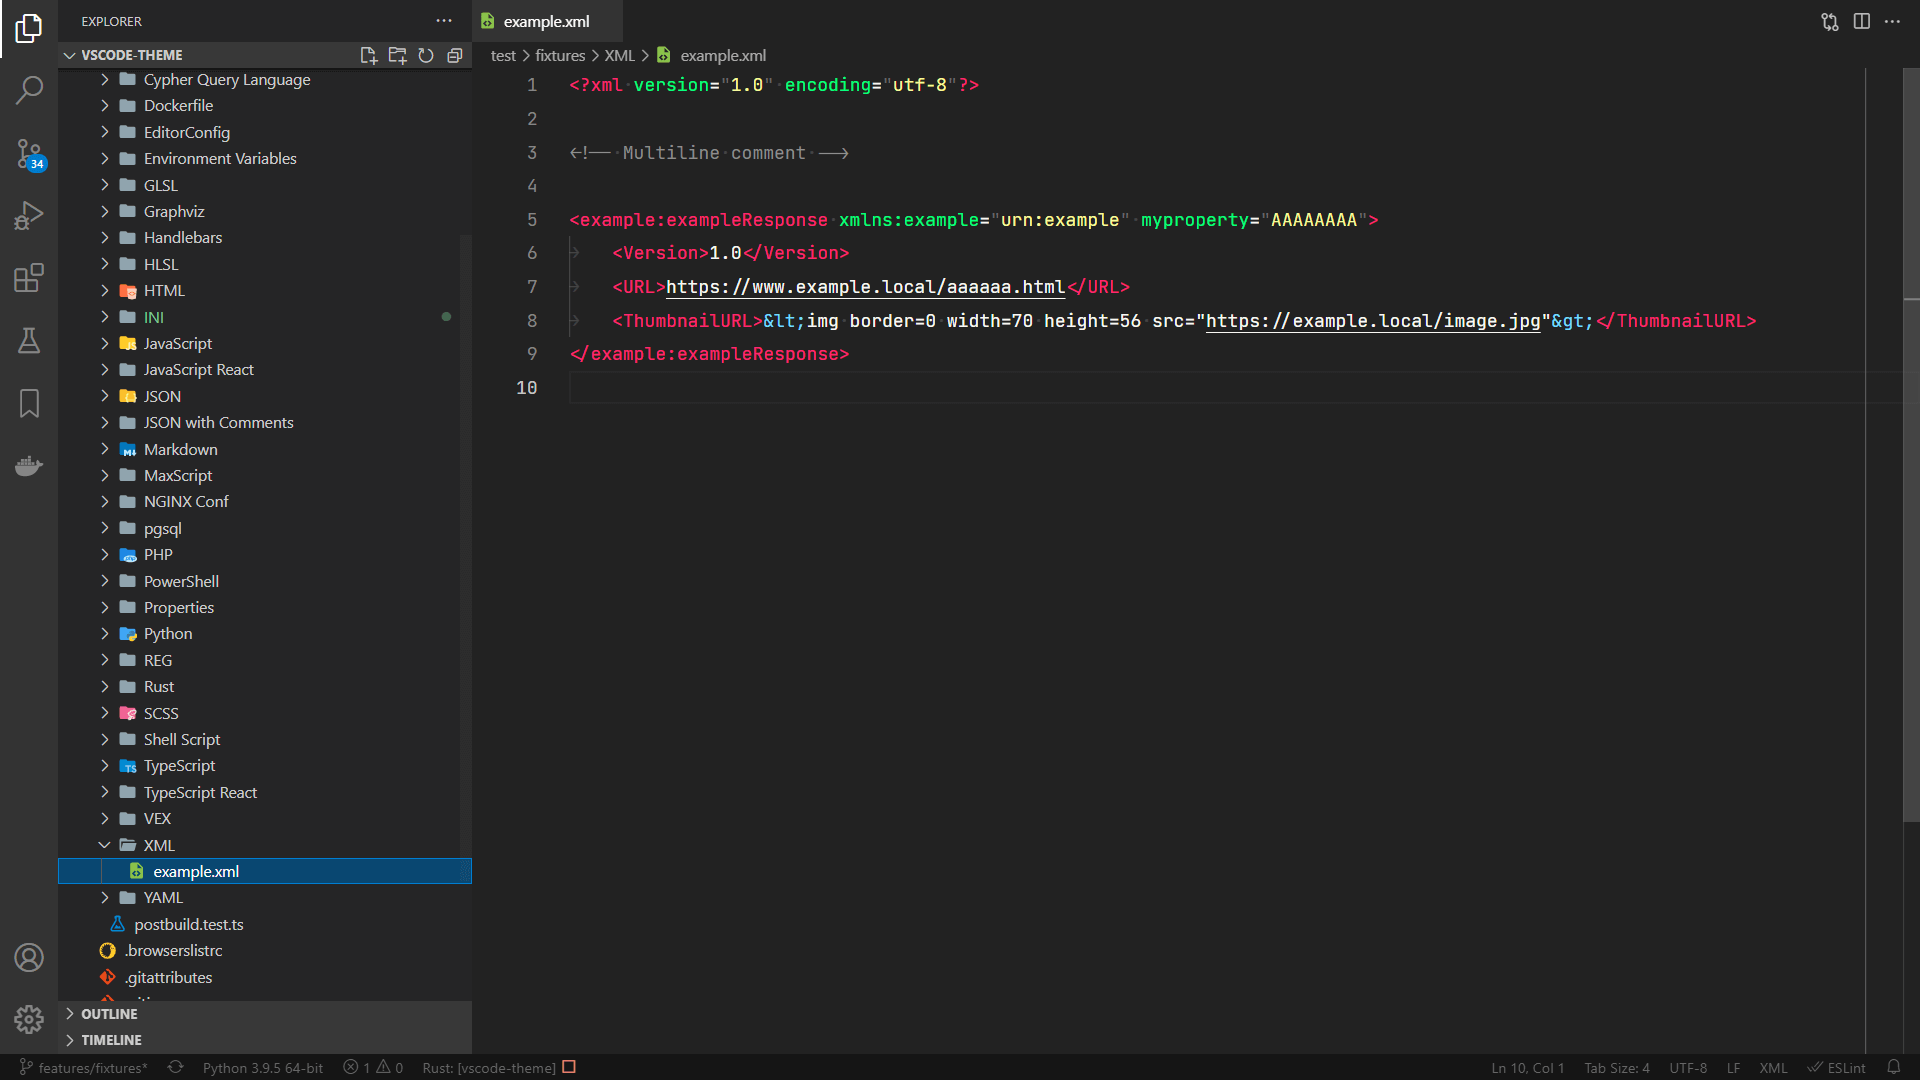 EXPLORER
VSCODE-THEME
Cypher Query Language
Dockerfile
EditorConfig
Environment Variables
GLSL
Graphviz
Handlebars
HLSL
HTML
INI
JavaScript
JavaScript React
JSON
JSON with Comments
Markdown
MaxScript
NGINX Conf
pgsql
PHP
PowerShell
Properties
Python
REG
Rust
SCSS
Shell Script
TypeScript
TypeScript React
VEX
XML
example.xml
YAML
postbuild.test.ts
.browserslistrc
.gitattributes
OUTLINE
TIMELINE
34
example.xml
test > fixtures > XML > example.xml
1 <?xml version="1.0" encoding="utf-8"?>
2
3 <!-- Multiline comment -->
4
5 <example:exampleResponse xmlns:example="urn:example" myproperty="AAAAAAAA">
6 <Version>1.0</Version>
7 <URL>https://www.example.local/aaaaaa.html</URL>
8 <ThumbnailURL>&lt;img border=0 width=70 height=56 src="https://example.local/image.jpg"&gt;</ThumbnailURL>
9 </example:exampleResponse>
10
features/fixtures* Python 3.9.5 64-bit 1 0 Rust: [vscode-theme] Ln 10, Col 1 Tab Size: 4 UTF-8 LF XML ESLint